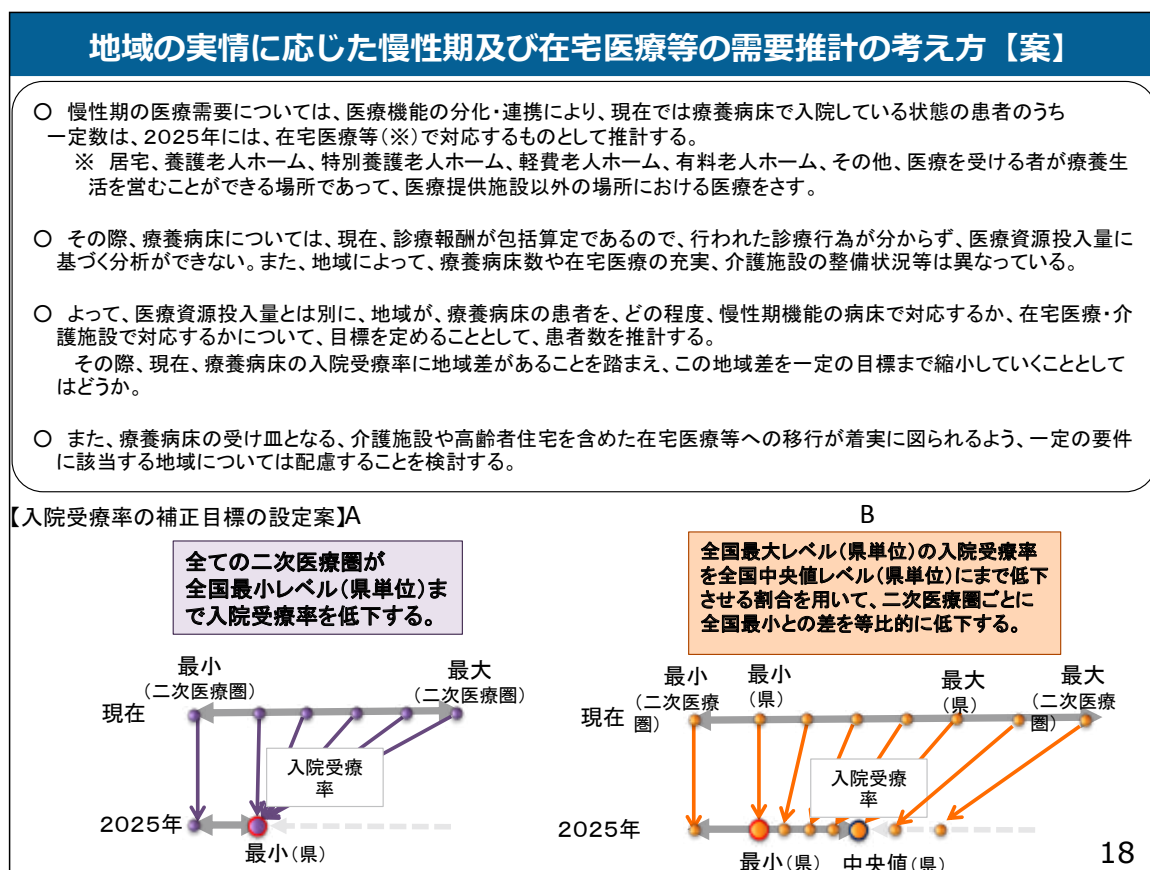 地域の実情に応じた慢性期及び在宅医療等の需要推計の考え方【案】
○ 慢性期の医療需要については、医療機能の分化・連携により、現在では療養病床で入院している状態の患者のうち
一定数は、2025年には、在宅医療等(※)で対応するものとして推計する。
※ 居宅、養護老人ホーム、特別養護老人ホーム、軽費老人ホーム、有料老人ホーム、その他、医療を受ける者が療養生
活を営むことができる場所であって、医療提供施設以外の場所における医療をさす。
○ その際、療養病床については、現在、診療報酬が包括算定であるので、行われた診療行為が分からず、医療資源投入量に
基づく分析ができない。また、地域によって、療養病床数や在宅医療の充実、介護施設の整備状況等は異なっている。
○ よって、医療資源投入量とは別に、地域が、療養病床の患者を、どの程度、慢性期機能の病床で対応するか、在宅医療・介
護施設で対応するかについて、目標を定めることとして、患者数を推計する。
その際、現在、療養病床の入院受療率に地域差があることを踏まえ、この地域差を一定の目標まで縮小していくこととして
はどうか。
○ また、療養病床の受け皿となる、介護施設や高齢者住宅を含めた在宅医療等への移行が着実に図られるよう、一定の要件
に該当する地域については配慮することを検討する。
【入院受療率の補正目標の設定案】A
全ての二次医療圏が
全国最小レベル(県単位)ま
で入院受療率を低下する。
最小
(二次医療圏)
最大
(二次医療圏)
現在
入院受療
率
2025年
最小(県)
B
全国最大レベル(県単位)の入院受療率
を全国中央値レベル(県単位)にまで低下
させる割合を用いて、二次医療圏ごとに
全国最小との差を等比的に低下する。
最小
(二次医療
圏)
最小
(県)
最大
(県)
最大
(二次医療
圏)
現在
入院受療
率
2025年
最小(県)
中央値(県)
18